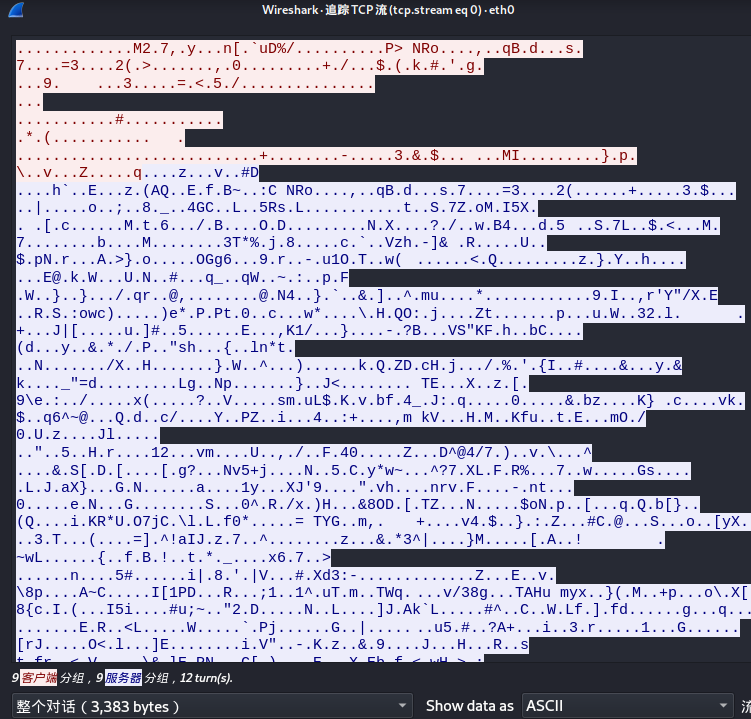 Wireshark · 追踪 TCP 流 (tcp.stream eq 0) · eth0
.............M2.7,.y...n[.`uD%/..........P> NRo....,..qB.d...s.
7....=3....2(.>.......,.0.........+./...$.(.k.#.'.g.
...9.    ...3.....=.<.5./...............
...
...........#...........
.*.(...........   .
...........................+........-.....3.&.$... ...MI.........}.p.
\..v...Z.....q....z...v..#D
....h`..E...z.(AQ..E.f.B~..:C NRo....,..qB.d...s.7....=3....2(......+.....3.$...
..|.....o..;..8._..4GC..L..5Rs.L...........t..S.7Z.oM.I5X.
. .[.c......M.t.6.../.B....O.D.........N.X....?./..w.B4...d.5 ..S.7L..$.<...M.
7........b....M........3T*%.j.8.....c.`..Vzh.-]& .R.....U..
$.pN.r...A.>}.o.....OGg6...9.r..-.u1O.T..w(  ......<.Q.........z.}.Y..h....
...E@.k.W...U.N..#...q_..qW..~.:..p.F
.W..}..}.../.qr..@,........@.N4..}.` ..&.]..^.mu....*............9.I..,r'Y"/X.E
..R.S.:owc).....)e*.P.Pt.0..c...w*....\.H.QO:.j....Zt.......p...u.W..32.l.      .
+...J|[.....u.]#..5......E...,K1/...}....-.?B...VS"KF.h..bC....
(d...y..&.*./.P.."sh...{..ln*t.
..N......./X..H.......}.W..^...)......k.Q.ZD.cH.j.../.%.'.{I..#....&...y.&
k...._"=d........Lg..Np.......}..J<........ TE...X..z.[.
9\e.:../.....x(.....?..V.....sm.uL$.K.v.bf.4_.J:.q.....0.....&.bz....K} .c....vk.
$..q6^~@...Q.d..c/....Y..PZ..i...4..:+....,m kV...H.M..Kfu..t.E...mO./
0.U.z....Jl.....
.."..5..H.r....12...vm....U..,./..F.40.....Z...D^@4/7.)..v.\...^
....&.S[.D.[....[.g?...Nv5+j....N..5.C.y*w~...^?7.XL.F.R%...7..w.....Gs....
.L.J.aX}...G.N......a....1y...XJ'9....".vh....nrv.F....-.nt...
0.....e.N...G........S...0^.R./x.)H...&8OD.[.TZ...N.....$oN.p..[...q.Q.b[}..
(Q....i.KR*U.O7jC.\l.L.f0*.....= TYG..m,.   +....v4.$..}.:.Z...#C.@...S...o..[yX.
..3.T...(....=].^!aIJ.z.7..^........z...&.*3^|....}M.....[.A..!         .
~wL......{..f.B.!..t.*._....x6.7..>
......n....5#......i|.8.'.|V...#.Xd3:-.............Z...E..v.
\8p....A~C.....I[1PD...R...;1..1^.uT.m..TWq. ...v/38g...TAHu myx..}(.M..+p...o\.X[
8{c.I.(...I5i....#u;~.."2.D.....N..L....]J.Ak`L.....#^..C..W.Lf.].fd......g...q...
........E.R..<L.....W.....`.Pj......G..|......u5.#..?A+...i..3.r.....1...G......
[rJ.....O<.l...]E........i.V"..-.K.z..&.9....J...H...R..s
9 客户端 分组，9 服务器 分组，12 turn(s).
整个对话（3,383 bytes）
Show data as
ASCII